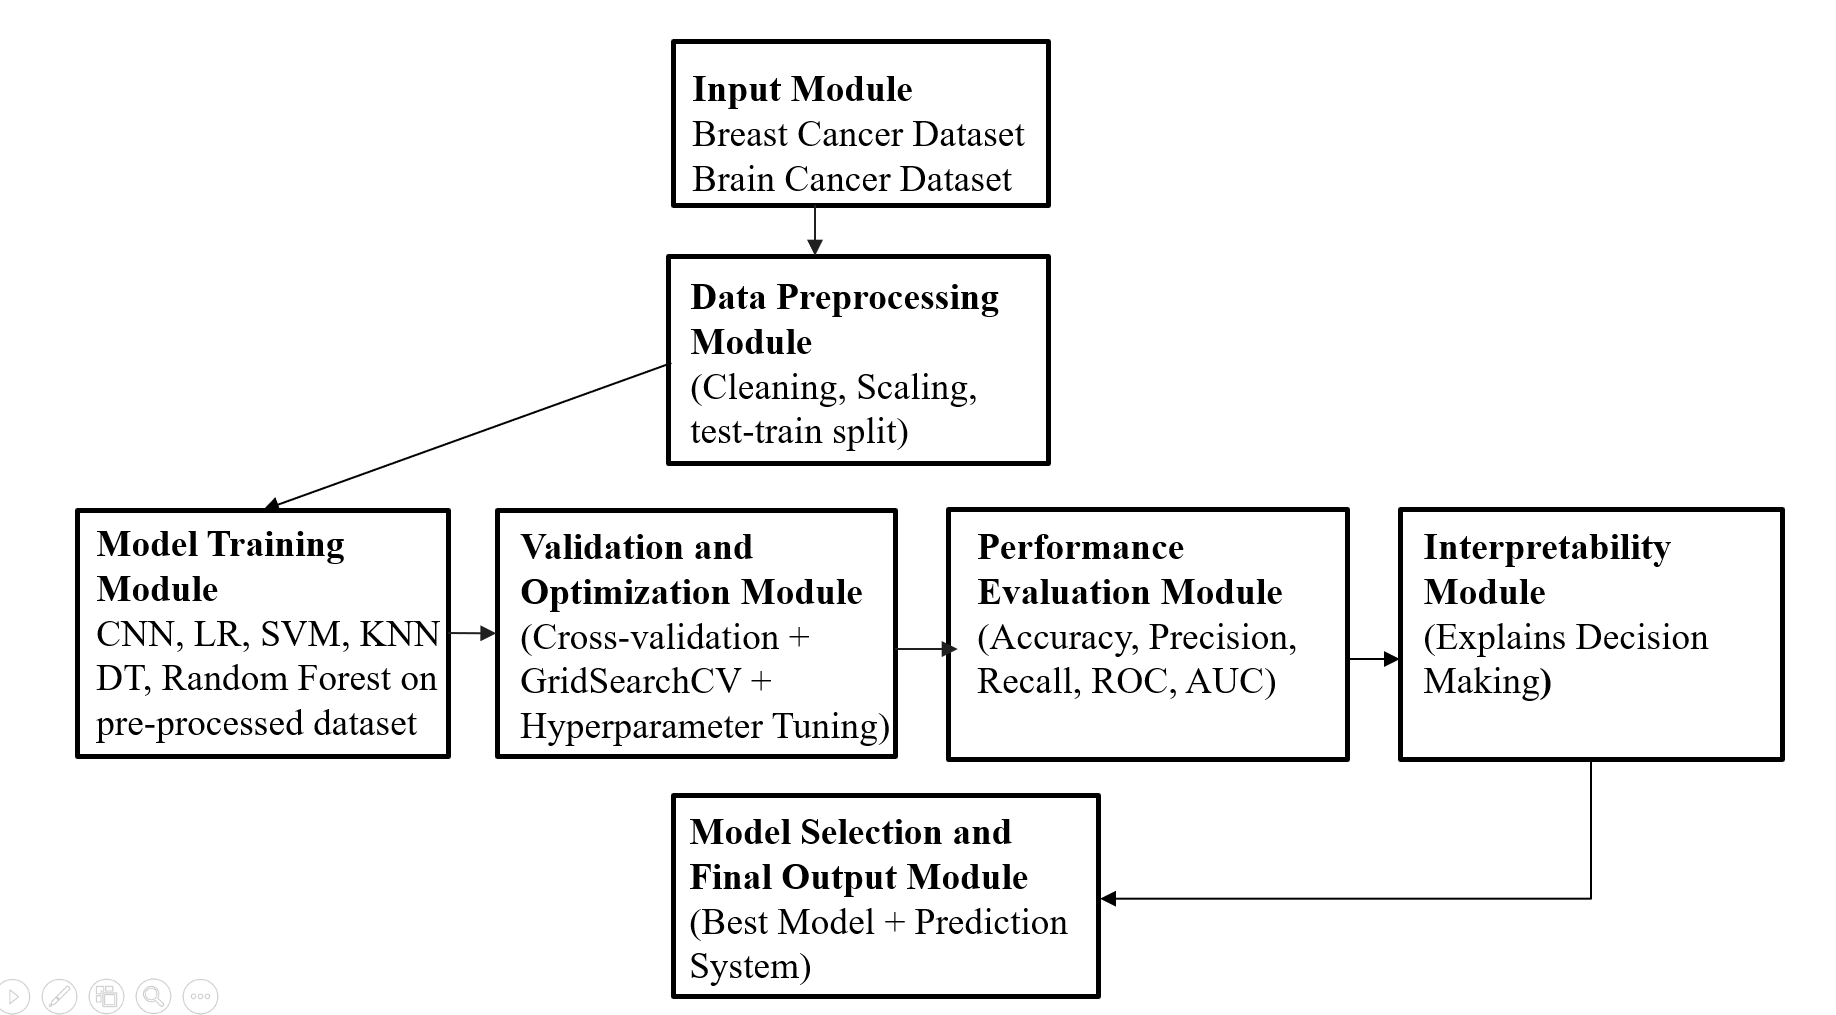 Input Module
Breast Cancer Dataset
Brain Cancer Dataset
Data Preprocessing
Module
(Cleaning, Scaling,
test-train split)
Model Training
Module
CNN, LR, SVM, KNN
DT, Random Forest on
pre-processed dataset
Validation and
Optimization Module
(Cross-validation +
GridSearchCV +
Hyperparameter Tuning)
Performance
Evaluation Module
(Accuracy, Precision,
Recall, ROC, AUC)
Interpretability
Module
(Explains Decision
Making)
Model Selection and
Final Output Module
(Best Model + Prediction
System)